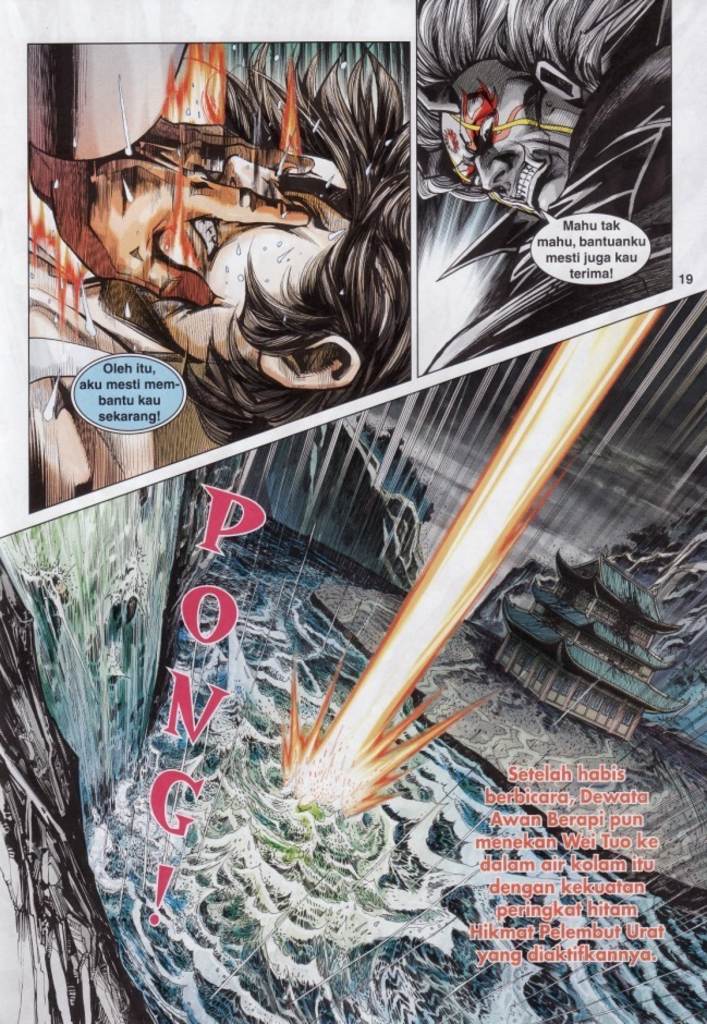 Oleh itu,
aku mesti mem-
bantu kau
sekarang!
Mahu tak
mahu, bantuanku
mesti juga kau
terima!
19
PONG!
Setelah habis
berbicara, Dewata
Awan Berapi pun
menekan Wei Tuo ke
dalam air kolam itu
dengan kekuatan
peringkat hitam
Hikmat Pelembut Urat
yang diaktifkannya.